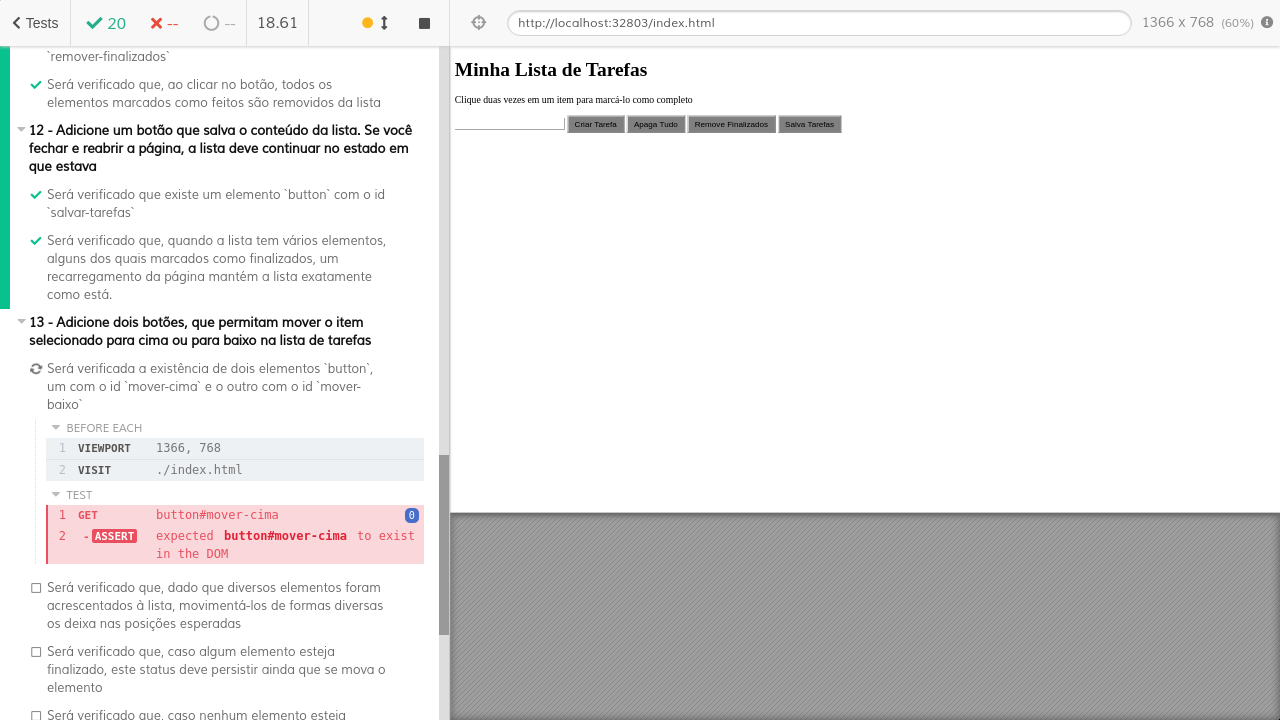 Tests
20
--
--
18.61
http://localhost:32803/index.html
1366 x 768 (60%)
`remover-finalizados`
Será verificado que, ao clicar no botão, todos os
elementos marcados como feitos são removidos da lista
12 - Adicione um botão que salva o conteúdo da lista. Se você
fechar e reabrir a página, a lista deve continuar no estado em
que estava
Será verificado que existe um elemento `button` com o id
`salvar-tarefas`
Será verificado que, quando a lista tem vários elementos,
alguns dos quais marcados como finalizados, um
recarregamento da página mantém a lista exatamente
como está.
13 - Adicione dois botões, que permitam mover o item
selecionado para cima ou para baixo na lista de tarefas
Será verificada a existência de dois elementos `button`,
um com o id `mover-cima` e o outro com o id `mover-
baixo`
BEFORE EACH
1 VIEWPORT 1366, 768
2 VISIT ./index.html
TEST
1 GET button#mover-cima 0
2 -ASSERT expected button#mover-cima to exist
in the DOM
Será verificado que, dado que diversos elementos foram
acrescentados à lista, movimentá-los de formas diversas
os deixa nas posições esperadas
Será verificado que, caso algum elemento esteja
finalizado, este status deve persistir ainda que se mova o
elemento
Será verificado que, caso nenhum elemento esteja
Minha Lista de Tarefas
Clique duas vezes em um item para marcá-lo como completo
Criar Tarefa Apaga Tudo Remove Finalizados Salva Tarefas